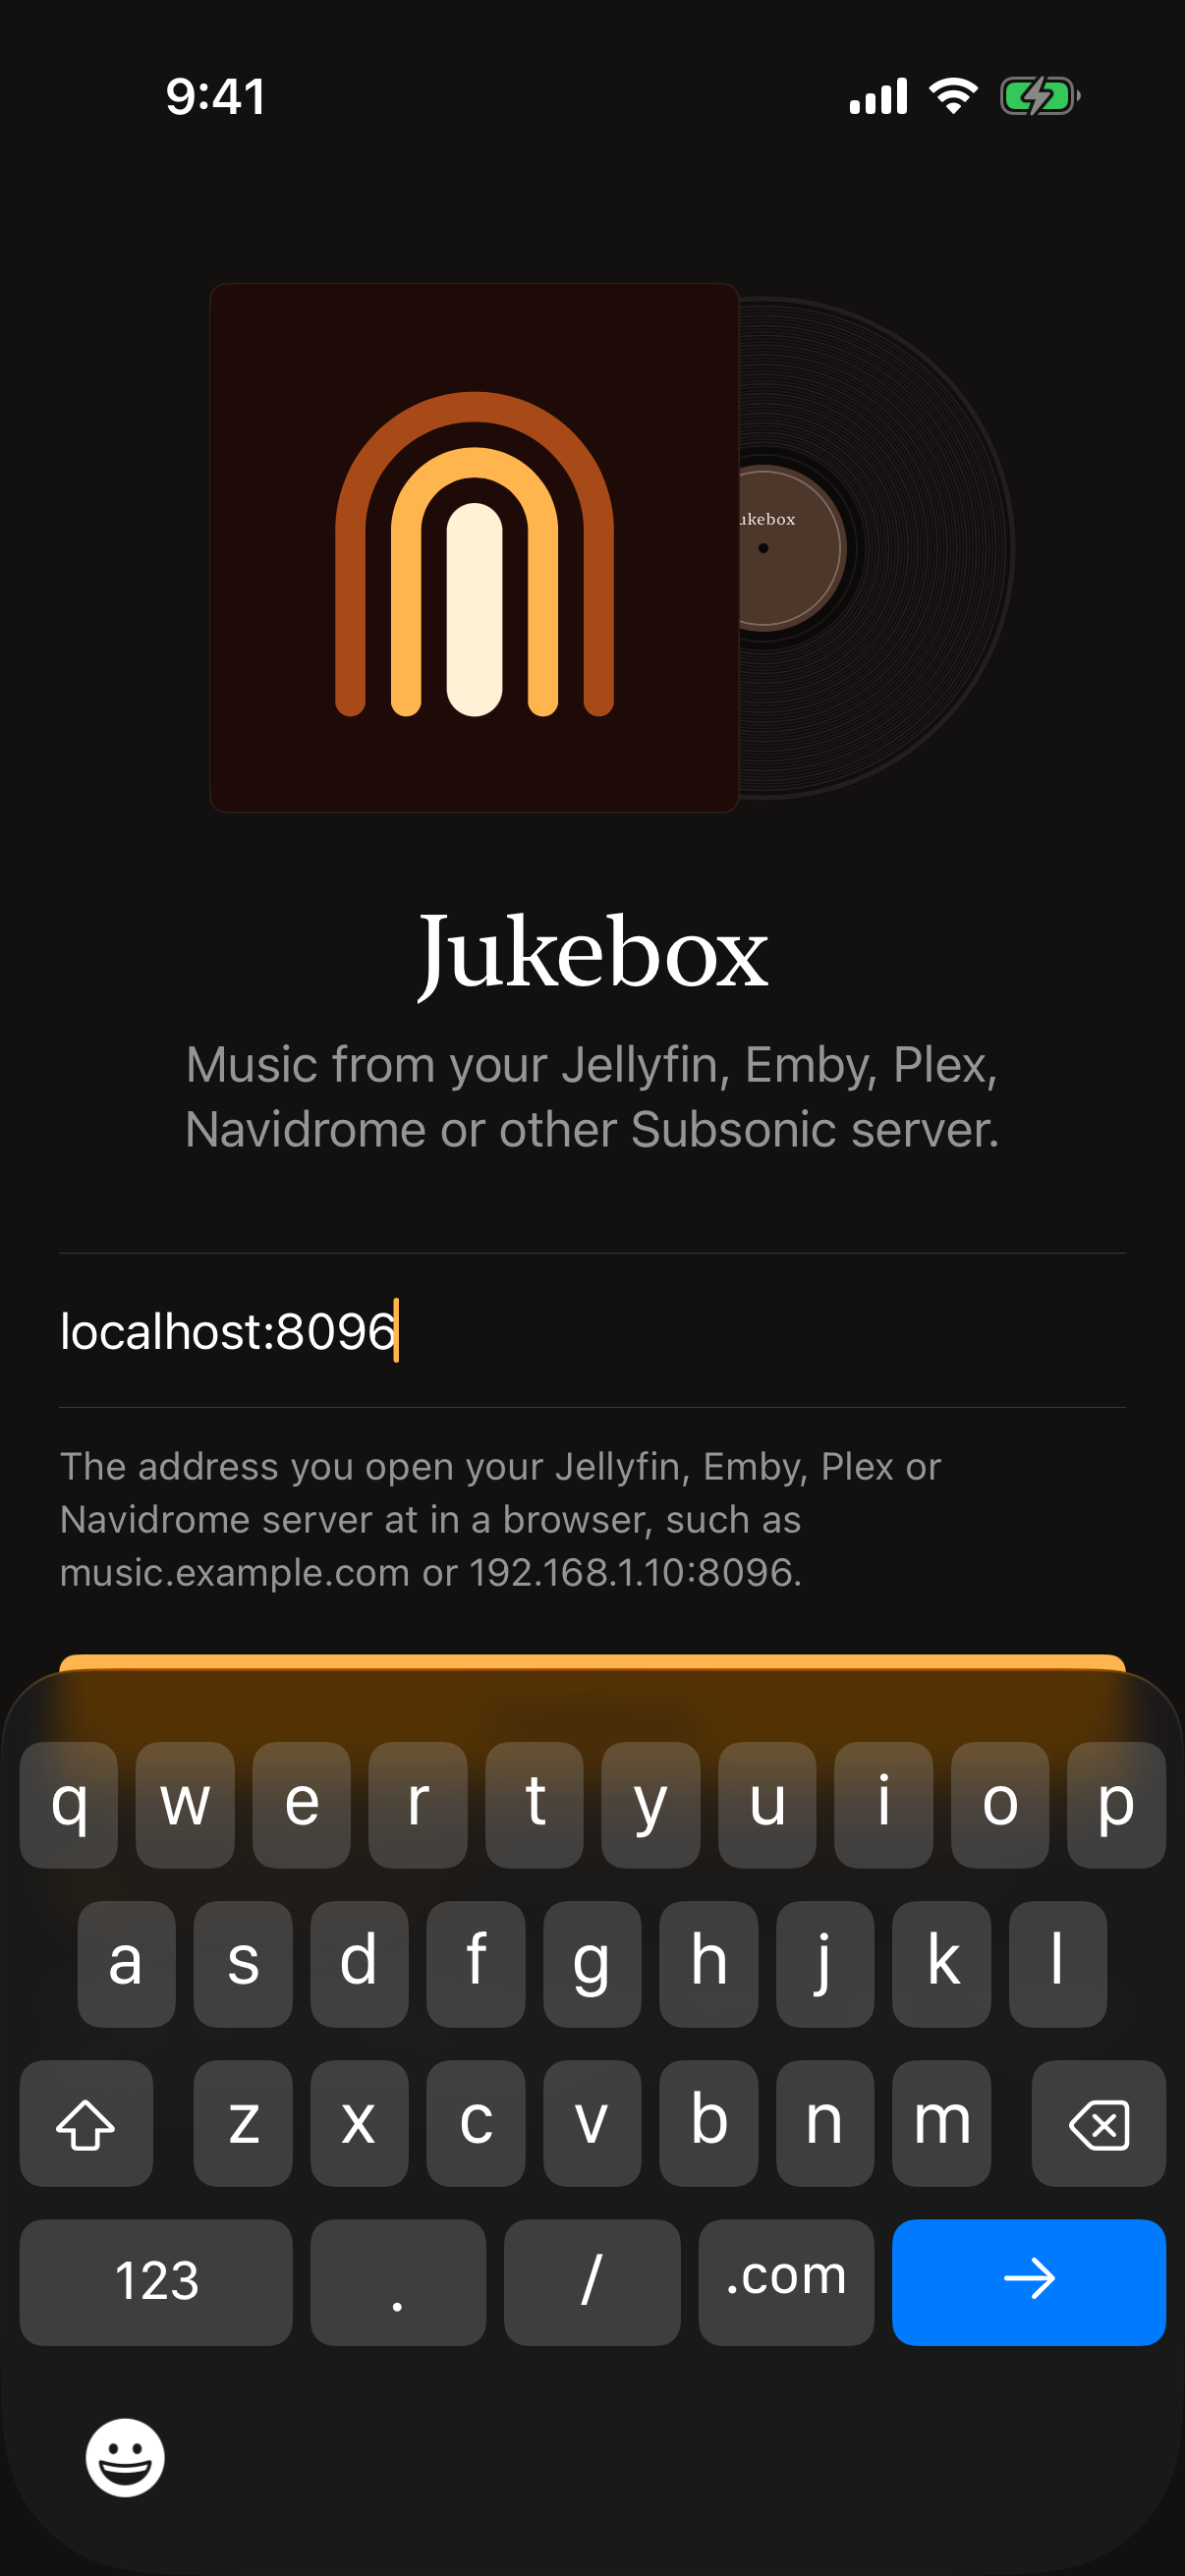 9:41
ukebox
Jukebox
Music from your Jellyfin, Emby, Plex,
Navidrome or other Subsonic server.
localhost:8096
The address you open your Jellyfin, Emby, Plex or
Navidrome server at in a browser, such as
music.example.com or 192.168.1.10:8096.
q w e r t y u i o p
a s d f g h j k l
z x c v b n m
123 . / .com